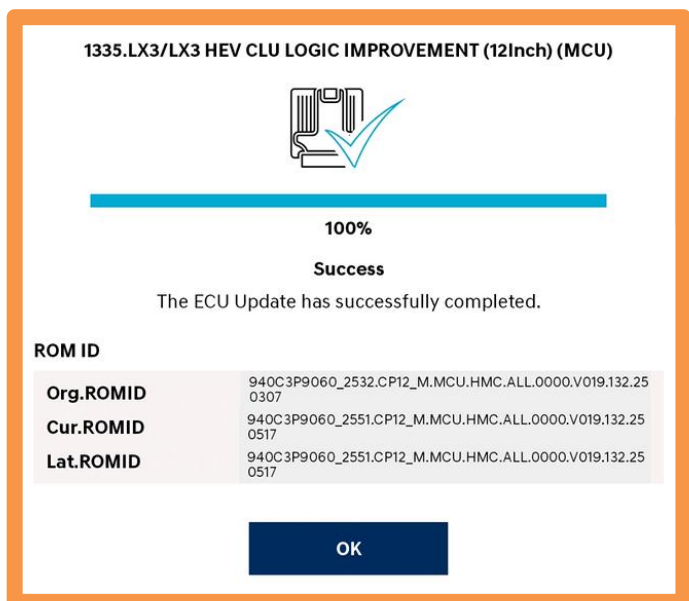 1335.LX3/LX3 HEV CLU LOGIC IMPROVEMENT (12Inch) (MCU)
100%
Success
The ECU Update has successfully completed.
ROM ID
Org.ROMID 940C3P9060_2532.CP12_M.MCU.HMC.ALL.0000.V019.132.25
0307
Cur.ROMID 940C3P9060_2551.CP12_M.MCU.HMC.ALL.0000.V019.132.25
0517
Lat.ROMID 940C3P9060_2551.CP12_M.MCU.HMC.ALL.0000.V019.132.25
0517
OK